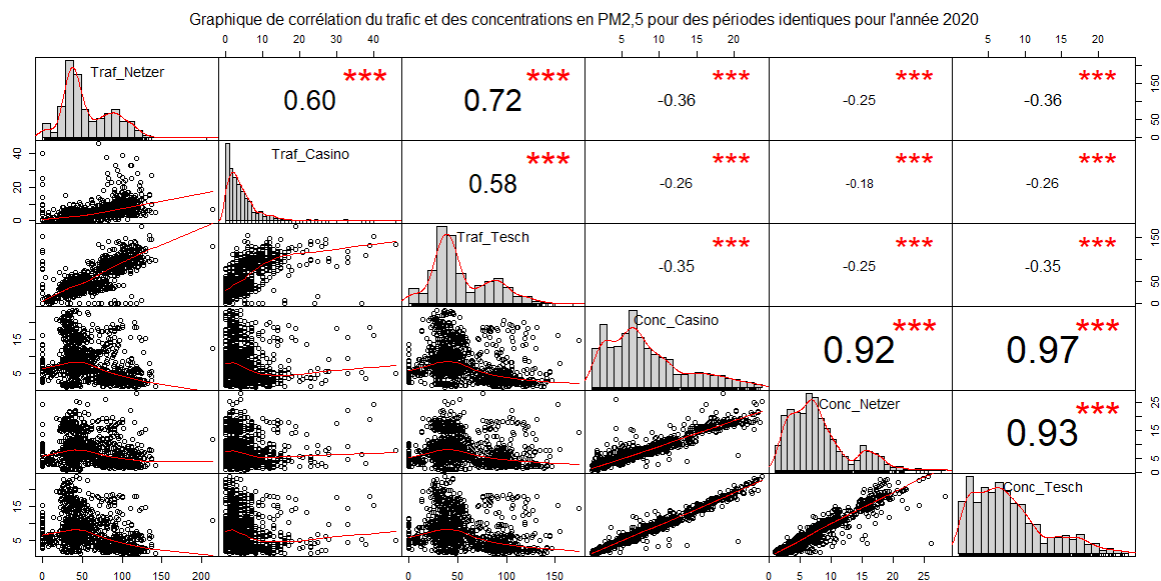 Graphique de corrélation du trafic et des concentrations en PM2,5 pour des périodes identiques pour l'année 2020
0 10 20 30 40 5 10 15 20 5 10 15 20
Traf_Netzer *** 0.60 *** 0.72 *** -0.36 *** -0.25 *** -0.36 0 50 150
0 20 40 Traf_Casino *** 0.58 *** -0.26 *** -0.18 *** -0.26
Traf_Tesch *** -0.35 *** -0.25 *** -0.35 0 50 150
5 15 Conc_Casino *** 0.92 *** 0.97
Conc_Netzer *** 0.93 0 5 15 25
5 15 Conc_Tesch
0 50 100 150 200 0 50 100 150 0 5 10 15 20 25